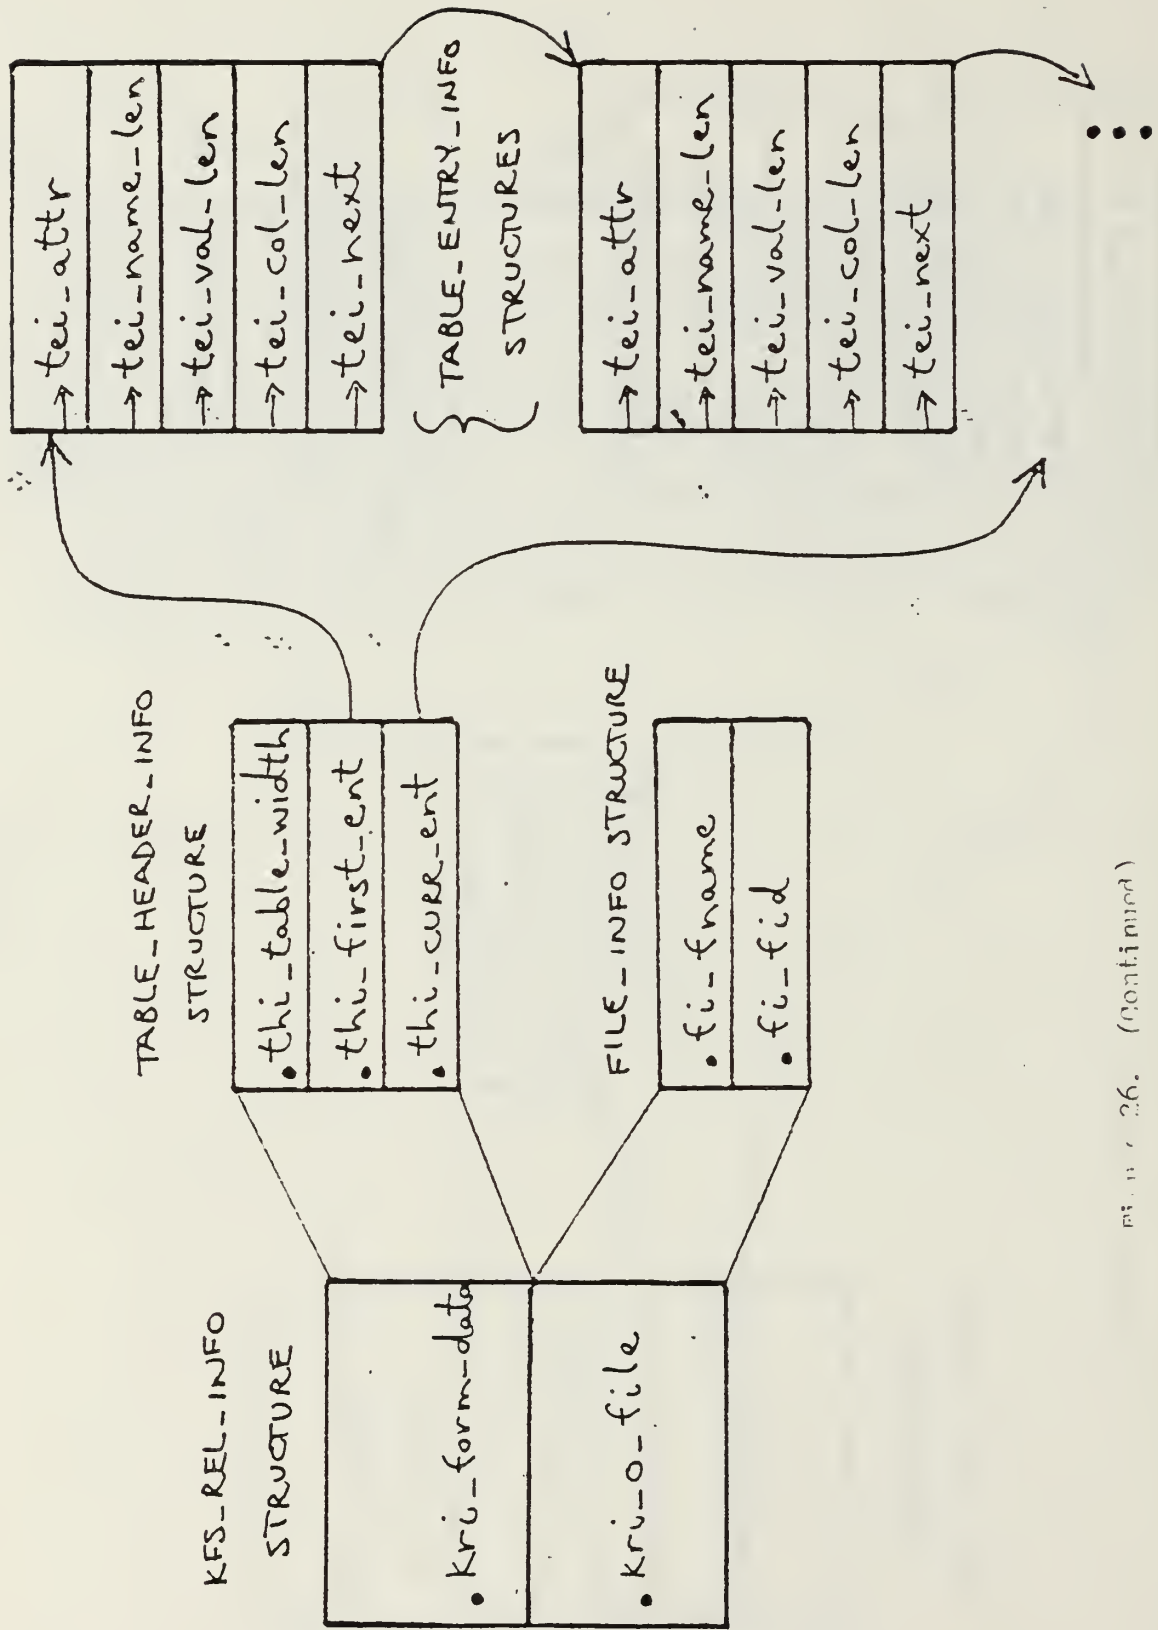 KFS_REL_INFO
STRUCTURE
.kri_form_data
.kri_o_file
TABLE_HEADER_INFO
STRUCTURE
.thi_table_width
.thi_first_ent
.thi_curr_ent
FILE_INFO STRUCTURE
.fi_fname
.fi_fid
→tei_attr
→tei_name_len
→tei_val_len
→tei_col_len
→tei_next
TABLE_ENTRY_INFO
STRUCTURES
→tei_attr
→tei_name_len
→tei_val_len
→tei_col_len
→tei_next
...
26. (Continued)